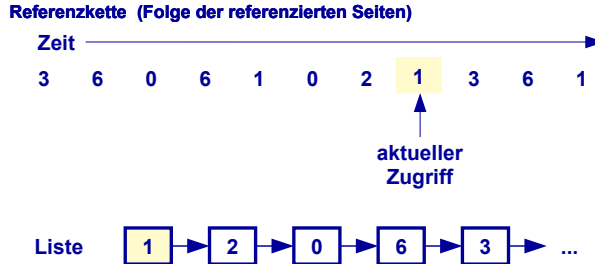 Referenzkette (Folge der referenzierten Seiten)
Zeit
3 6 0 6 1 0 2 1 3 6 1
aktueller
Zugriff
Liste 1 2 0 6 3 ...